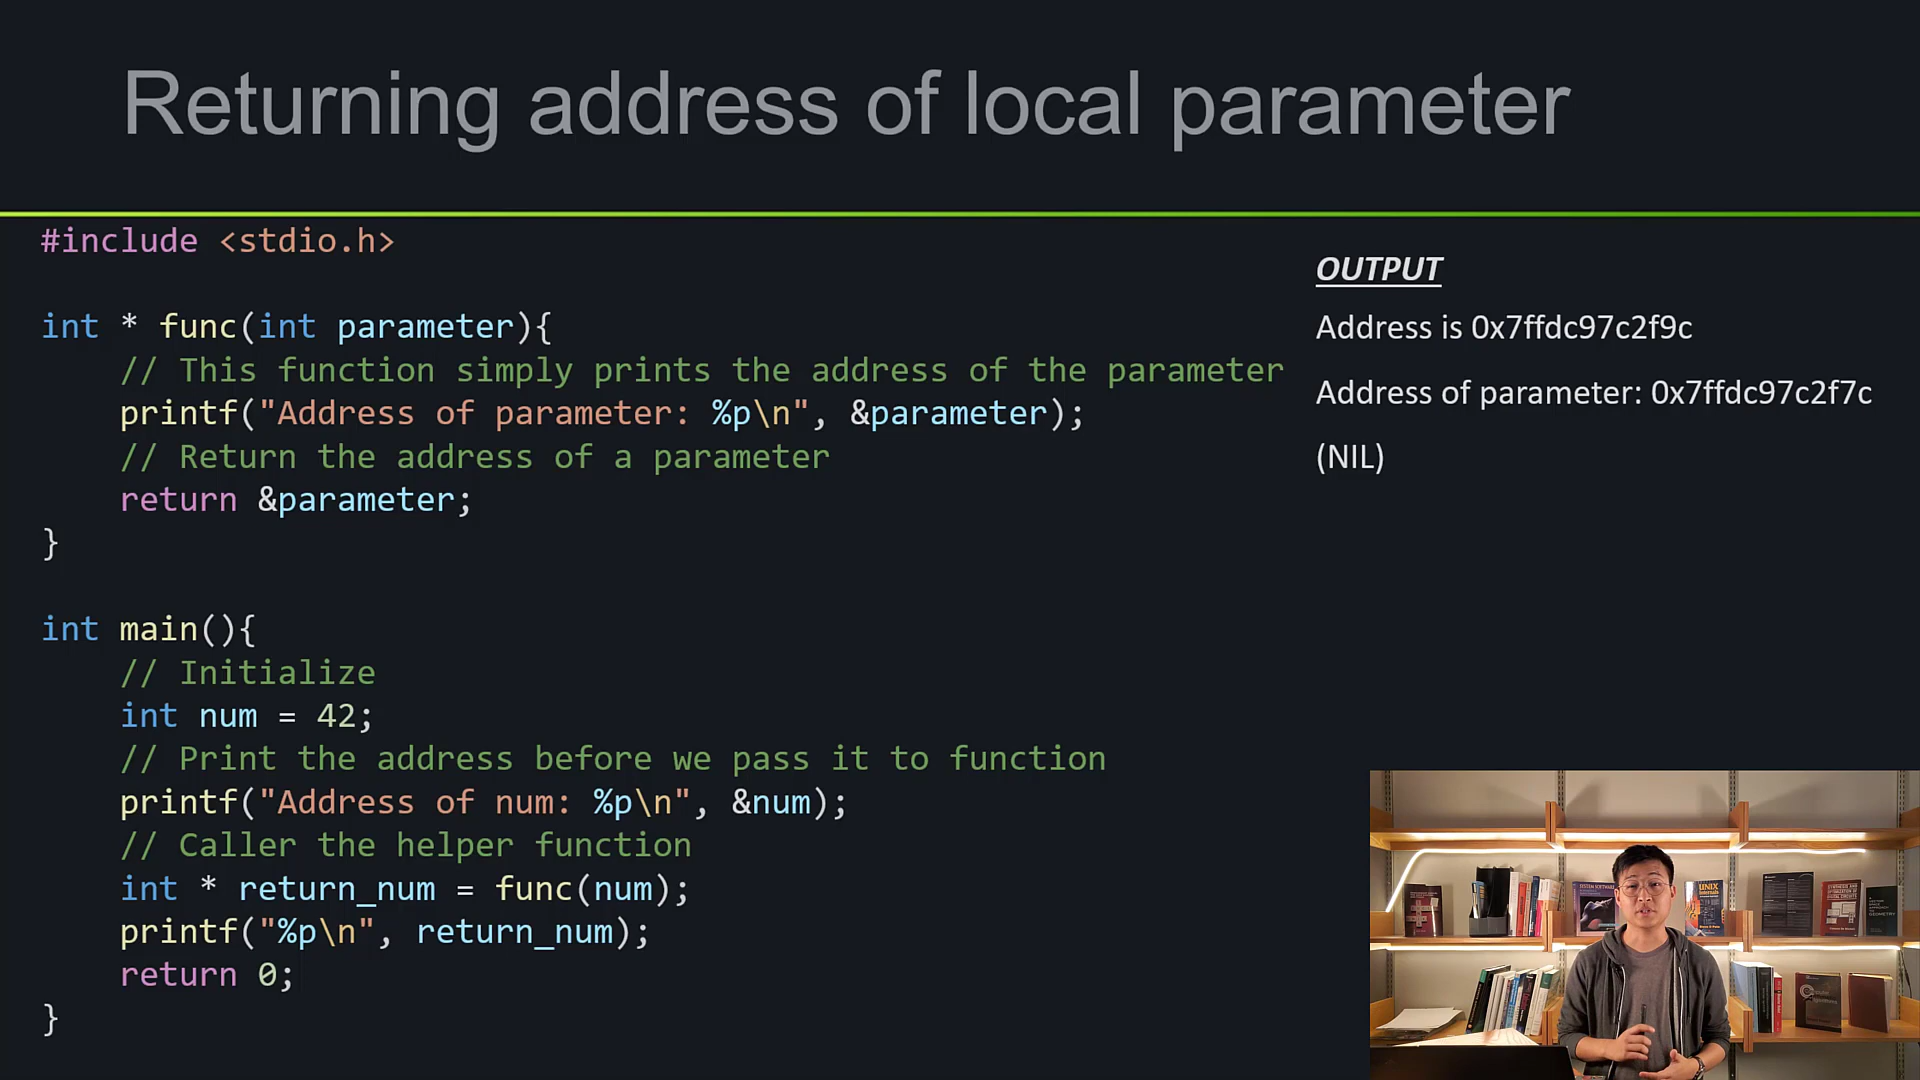 Returning address of local parameter
#include <stdio.h>
int * func(int parameter){
// This function simply prints the address of the parameter
printf("Address of parameter: %p\n", &parameter);
// Return the address of a parameter
return &parameter;
}
int main(){
// Initialize
int num = 42;
// Print the address before we pass it to function
printf("Address of num: %p\n", &num);
// Caller the helper function
int * return_num = func(num);
printf("%p\n", return_num);
return 0;
}
OUTPUT
Address is 0x7ffdc97c2f9c
Address of parameter: 0x7ffdc97c2f7c
(NIL)